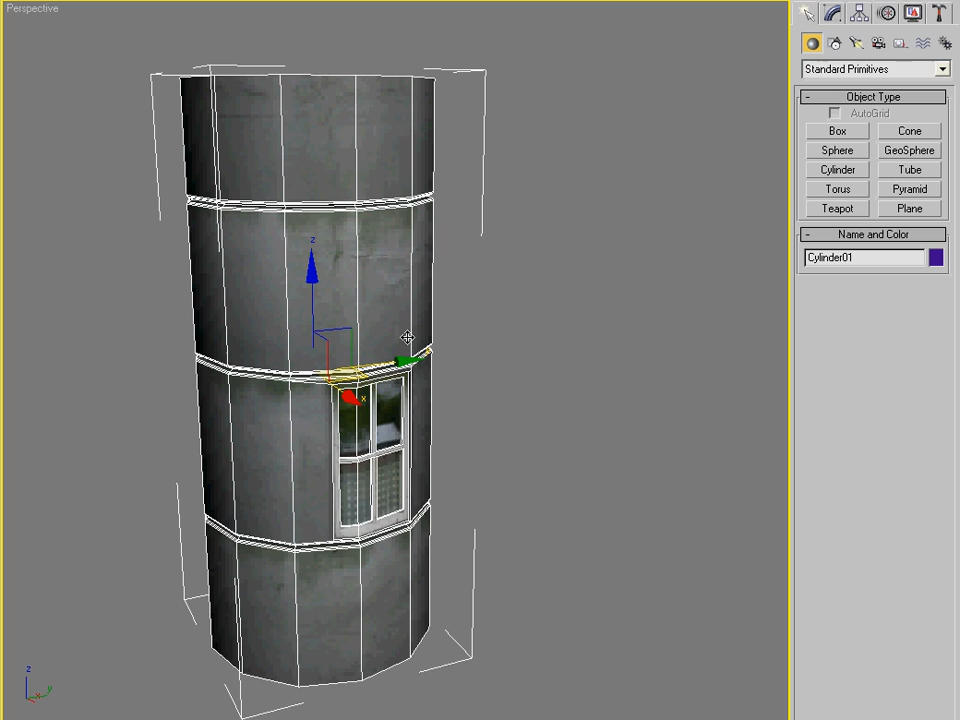 Perspective
Standard Primitives
- Object Type
AutoGrid
Box Cone
Sphere GeoSphere
Cylinder Tube
Torus Pyramid
Teapot Plane
- Name and Color
Cylinder01
z
x
z
x y